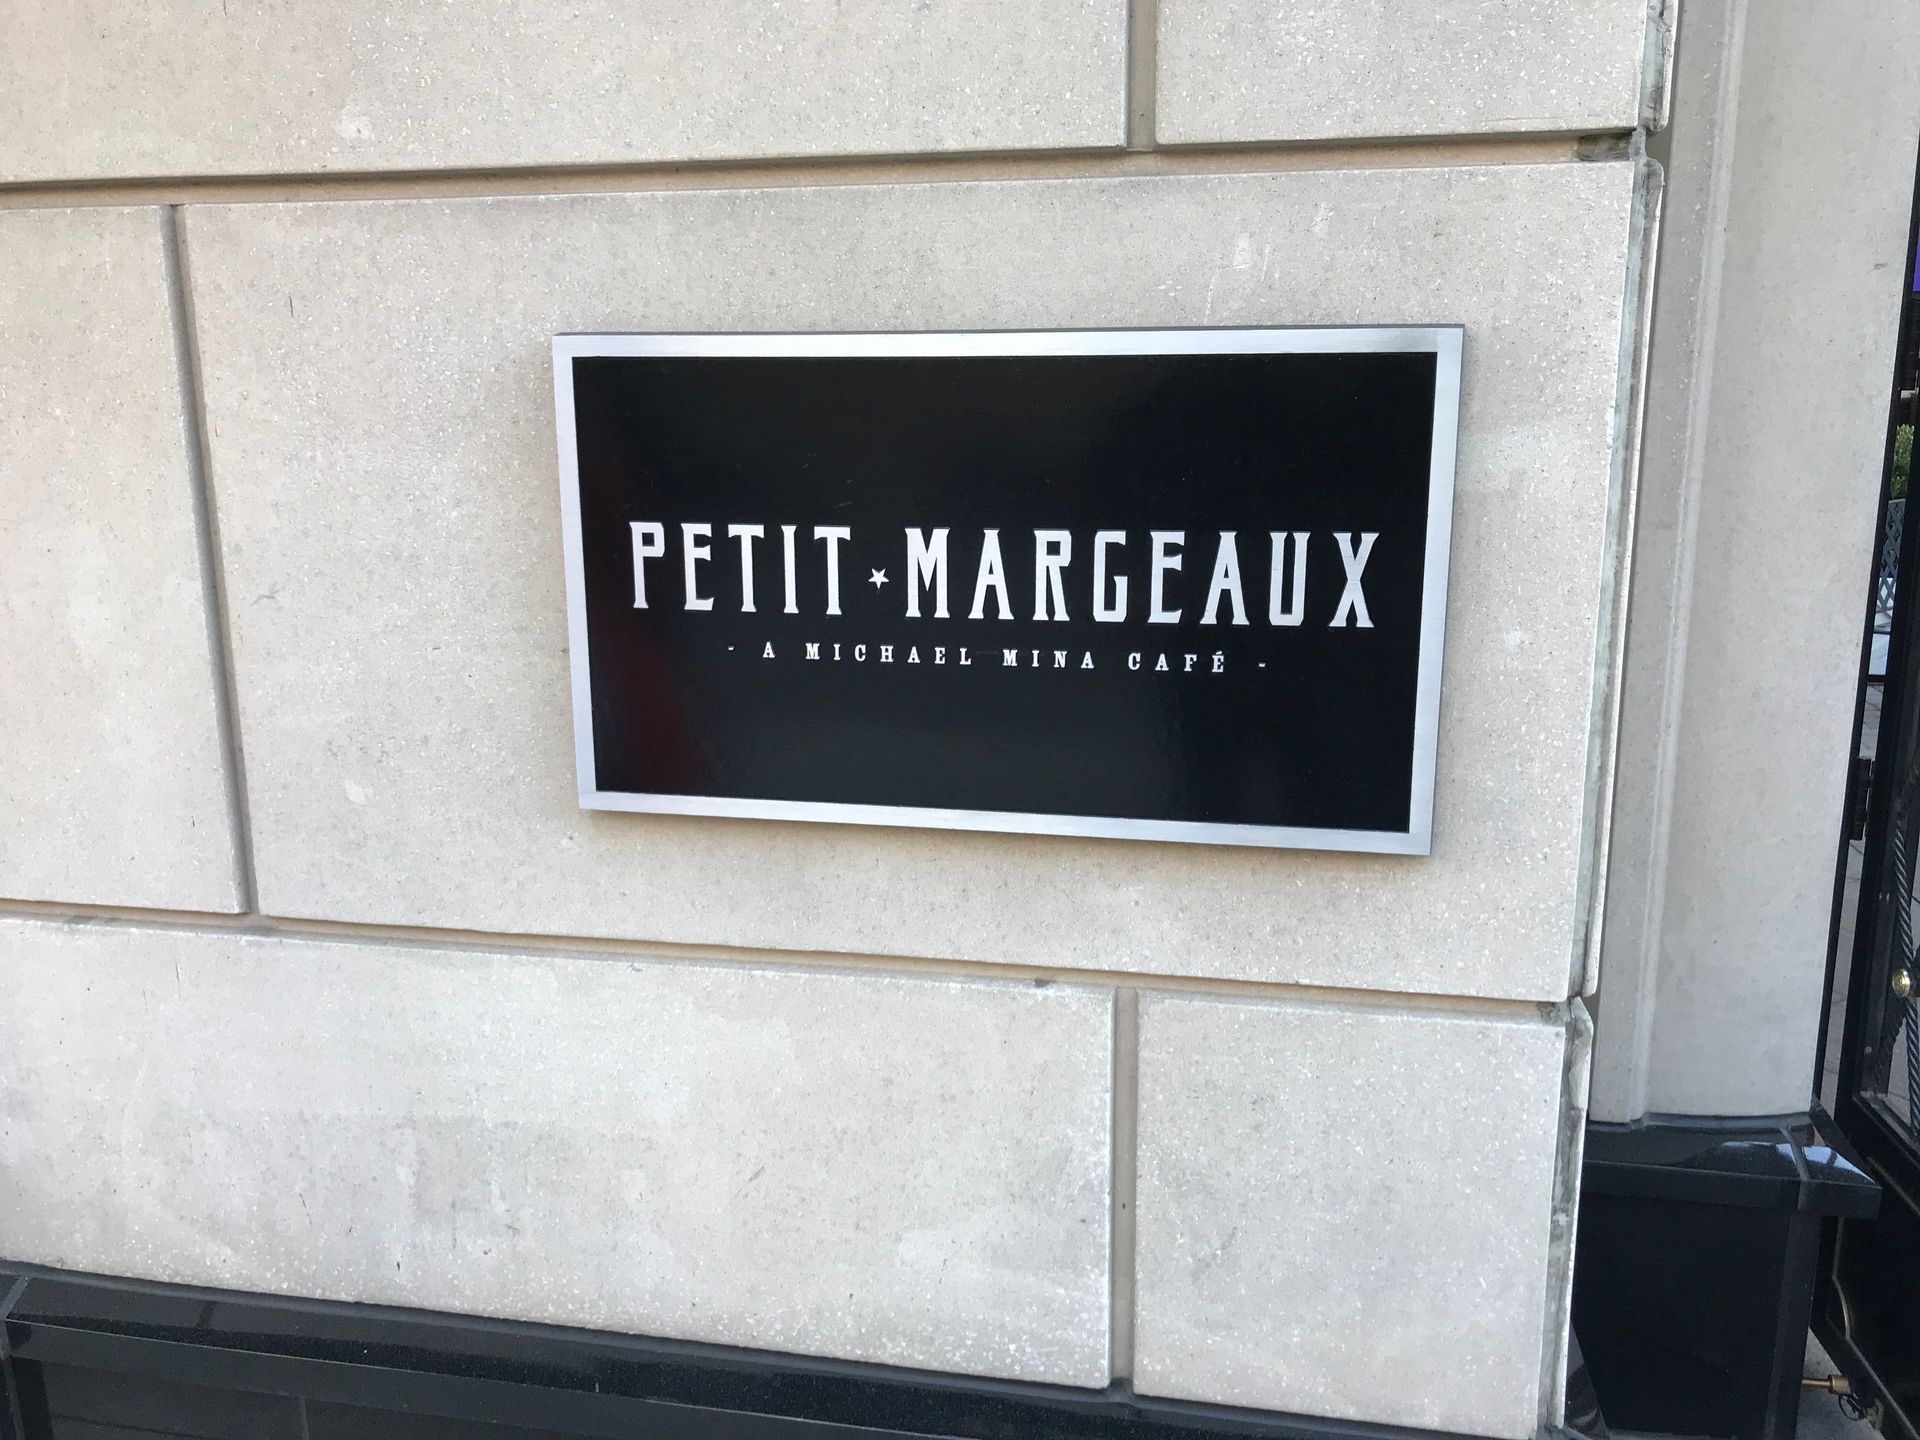 PETIT ★ MARGEAUX
- A MICHAEL MINA CAFÉ -